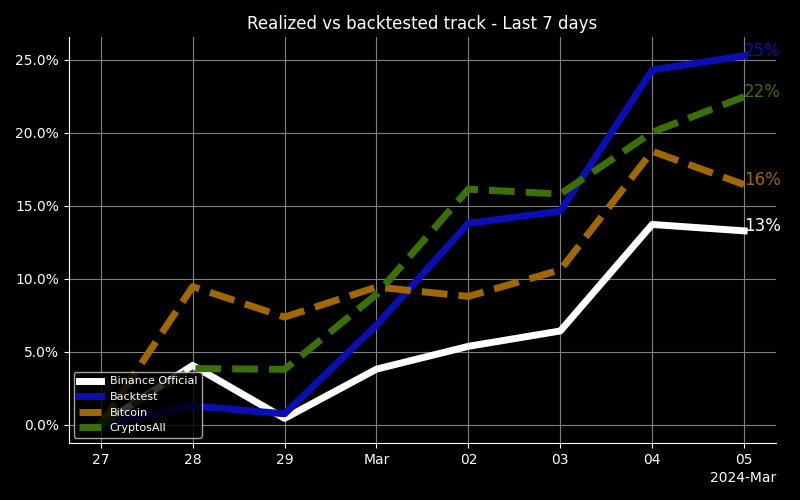 Realized vs backtested track - Last 7 days
25.0%
20.0%
15.0%
10.0%
5.0%
0.0%
25%
22%
16%
13%
Binance Official
Backtest
Bitcoin
CryptosAll
27 28 29 Mar 02 03 04 05
2024-Mar